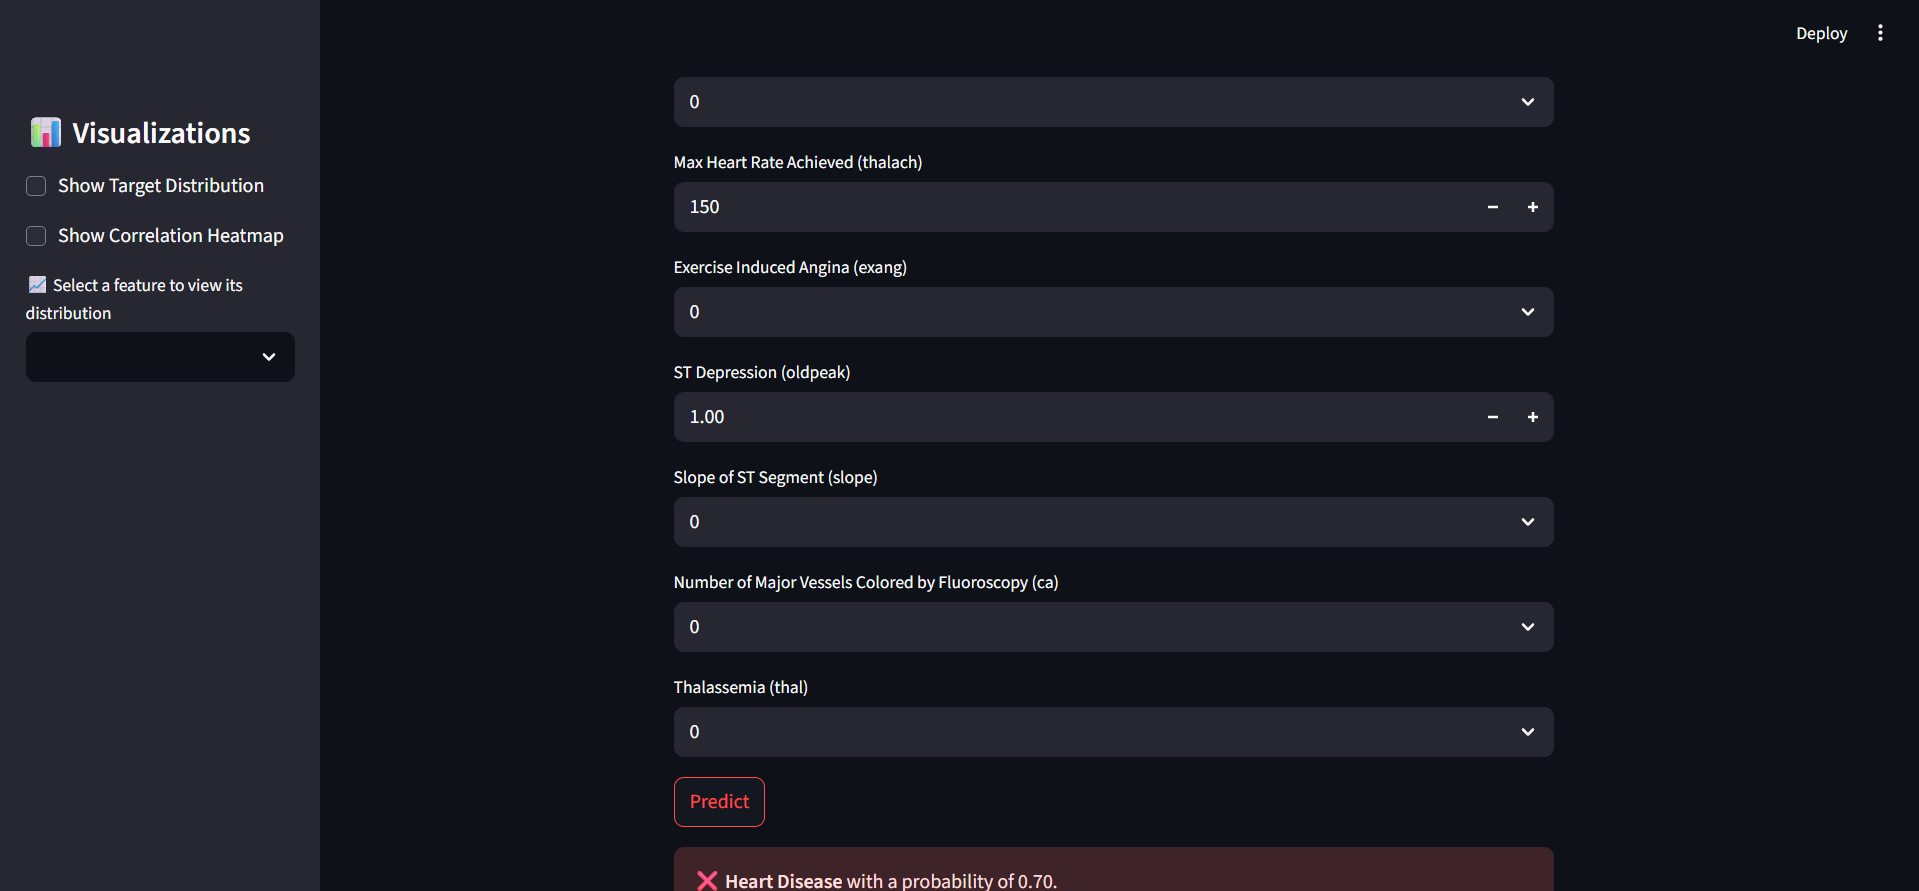 Deploy
Visualizations
Show Target Distribution
Show Correlation Heatmap
Select a feature to view its
distribution
0
Max Heart Rate Achieved (thalach)
150
Exercise Induced Angina (exang)
0
ST Depression (oldpeak)
1.00
Slope of ST Segment (slope)
0
Number of Major Vessels Colored by Fluoroscopy (ca)
0
Thalassemia (thal)
0
Predict
Heart Disease with a probability of 0.70.